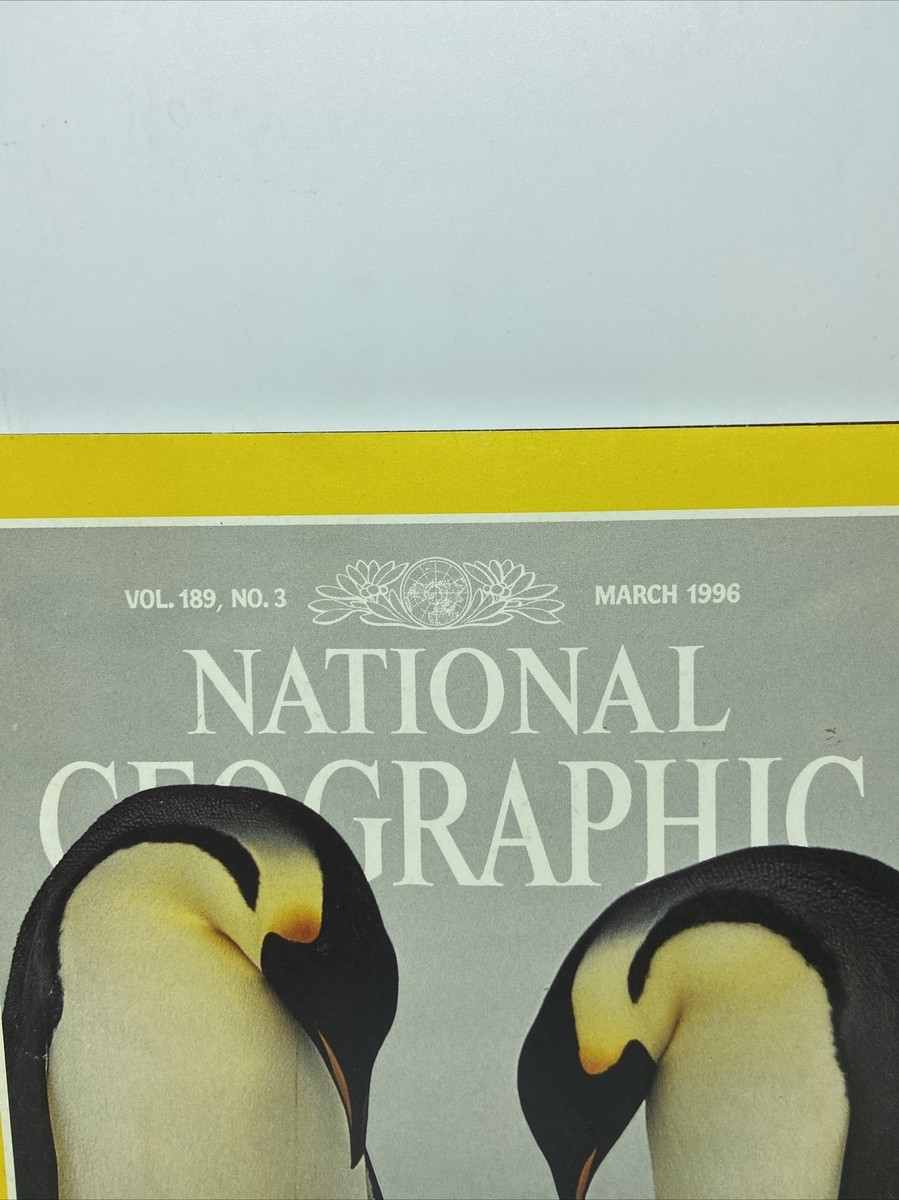 VOL. 189, NO. 3
MARCH 1996
NATIONAL
GEOGRAPHIC